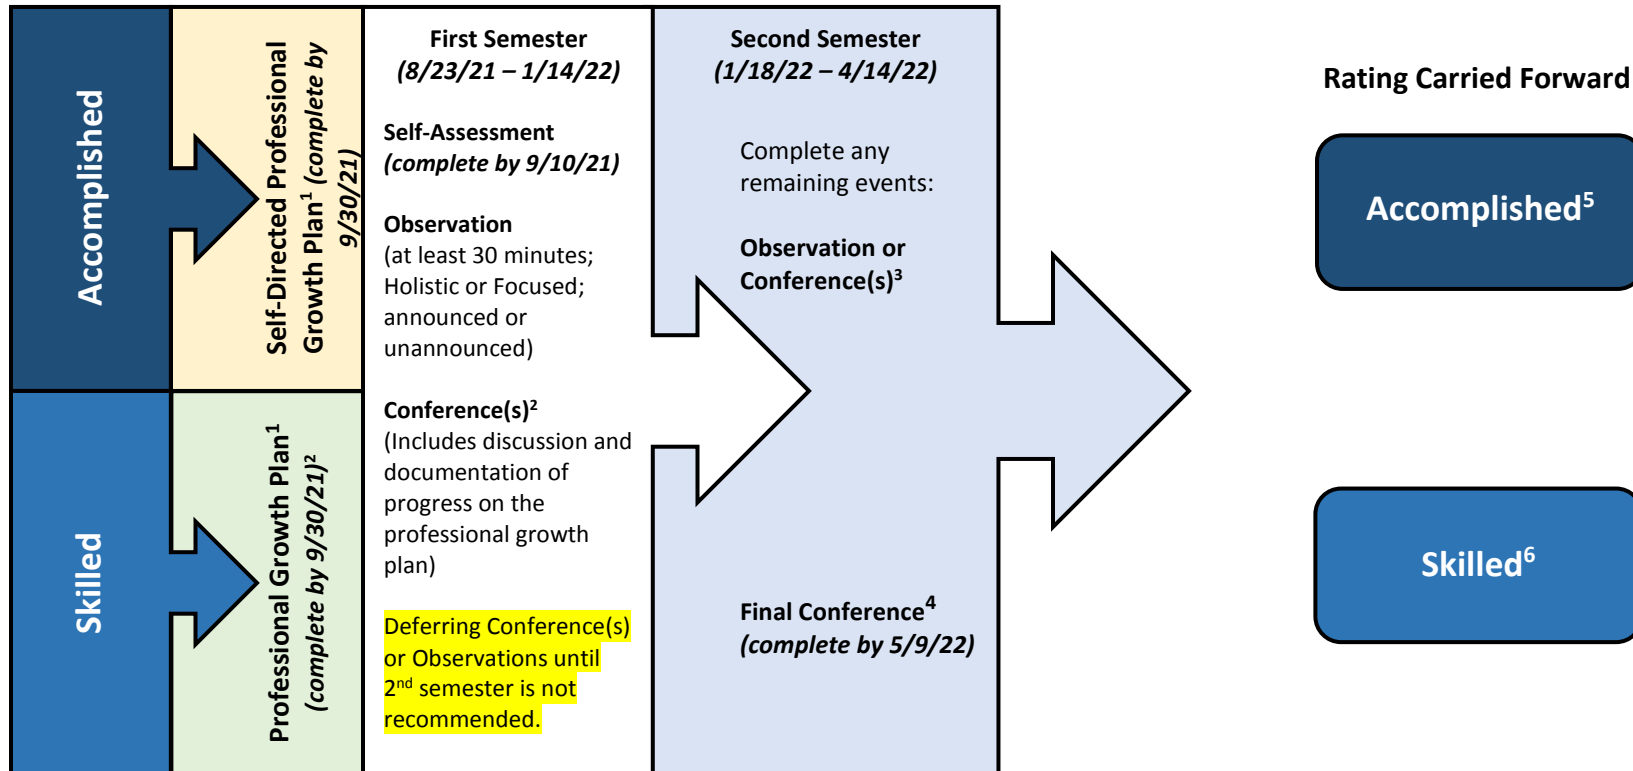 Accomplished
Self-Directed Professional
Growth Plan¹ (complete by
9/30/21)
Skilled
Professional Growth Plan¹
(complete by 9/30/21)²
First Semester
(8/23/21 – 1/14/22)
Self-Assessment
(complete by 9/10/21)
Observation
(at least 30 minutes;
Holistic or Focused;
announced or
unannounced)
Conference(s)²
(Includes discussion and
documentation of
progress on the
professional growth
plan)
Deferring Conference(s)
or Observations until
2nd semester is not
recommended.
Second Semester
(1/18/22 – 4/14/22)
Complete any
remaining events:
Observation or
Conference(s)³
Final Conference⁴
(complete by 5/9/22)
Rating Carried Forward
Accomplished⁵
Skilled⁶